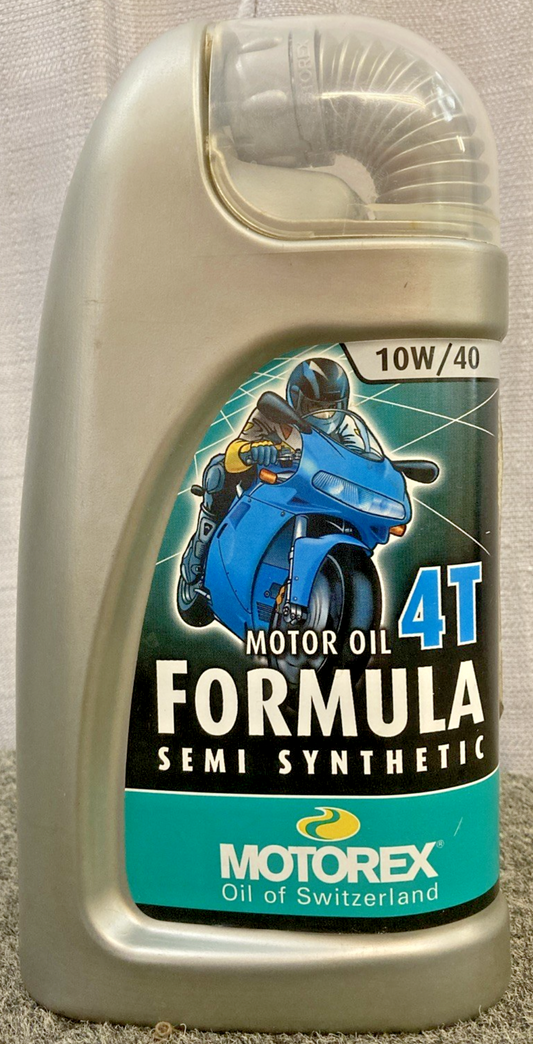 10W/40
MOTOR OIL 4T
FORMULA
SEMI SYNTHETIC
MOTOREX®
Oil of Switzerland